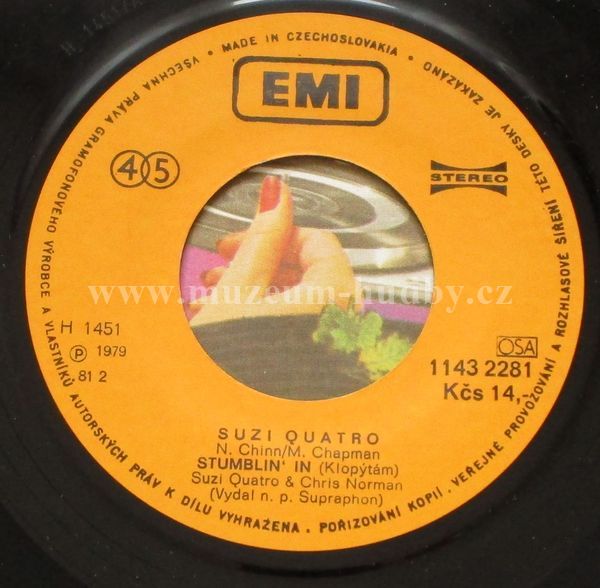 VŠECHNA PRÁVA GRAMOFONOVÉHO VÝROBCE A VLASTNÍKŮ AUTORSKÝCH PRÁV K DÍLU VYHRAŽENA . POŘIZOVÁNÍ KOPIÍ . VEŘEJNÉ PROVOZOVÁNÍ A ROZHLASOVÉ ŠÍŘENÍ TÉTO DESKY JE ZAKÁZÁNO
• MADE IN CZECHOSLOVAKIA •
EMI
45
STEREO
www.muzeum-hudby.cz
H 1451
℗ 1979
81 2
OSA
1143 2281
Kčs 14,-
SUZI QUATRO
N. Chinn/M. Chapman
STUMBLIN' IN (Klopýtám)
Suzi Quatro & Chris Norman
(Vydal n. p. Supraphon)